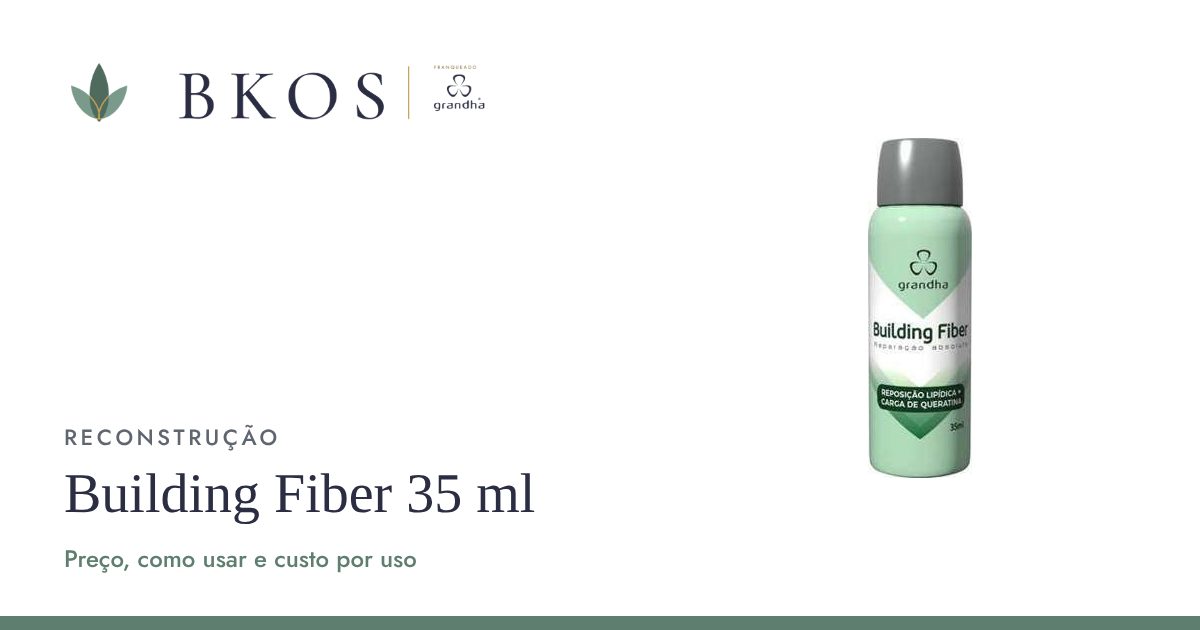 BKOS
FRANQUEADO
grandha
grandha
Building Fiber
Reparação absoluta
REPOSIÇÃO LIPÍDICA +
CARGA DE QUERATINA
35ml
RECONSTRUÇÃO
Building Fiber 35 ml
Preço, como usar e custo por uso